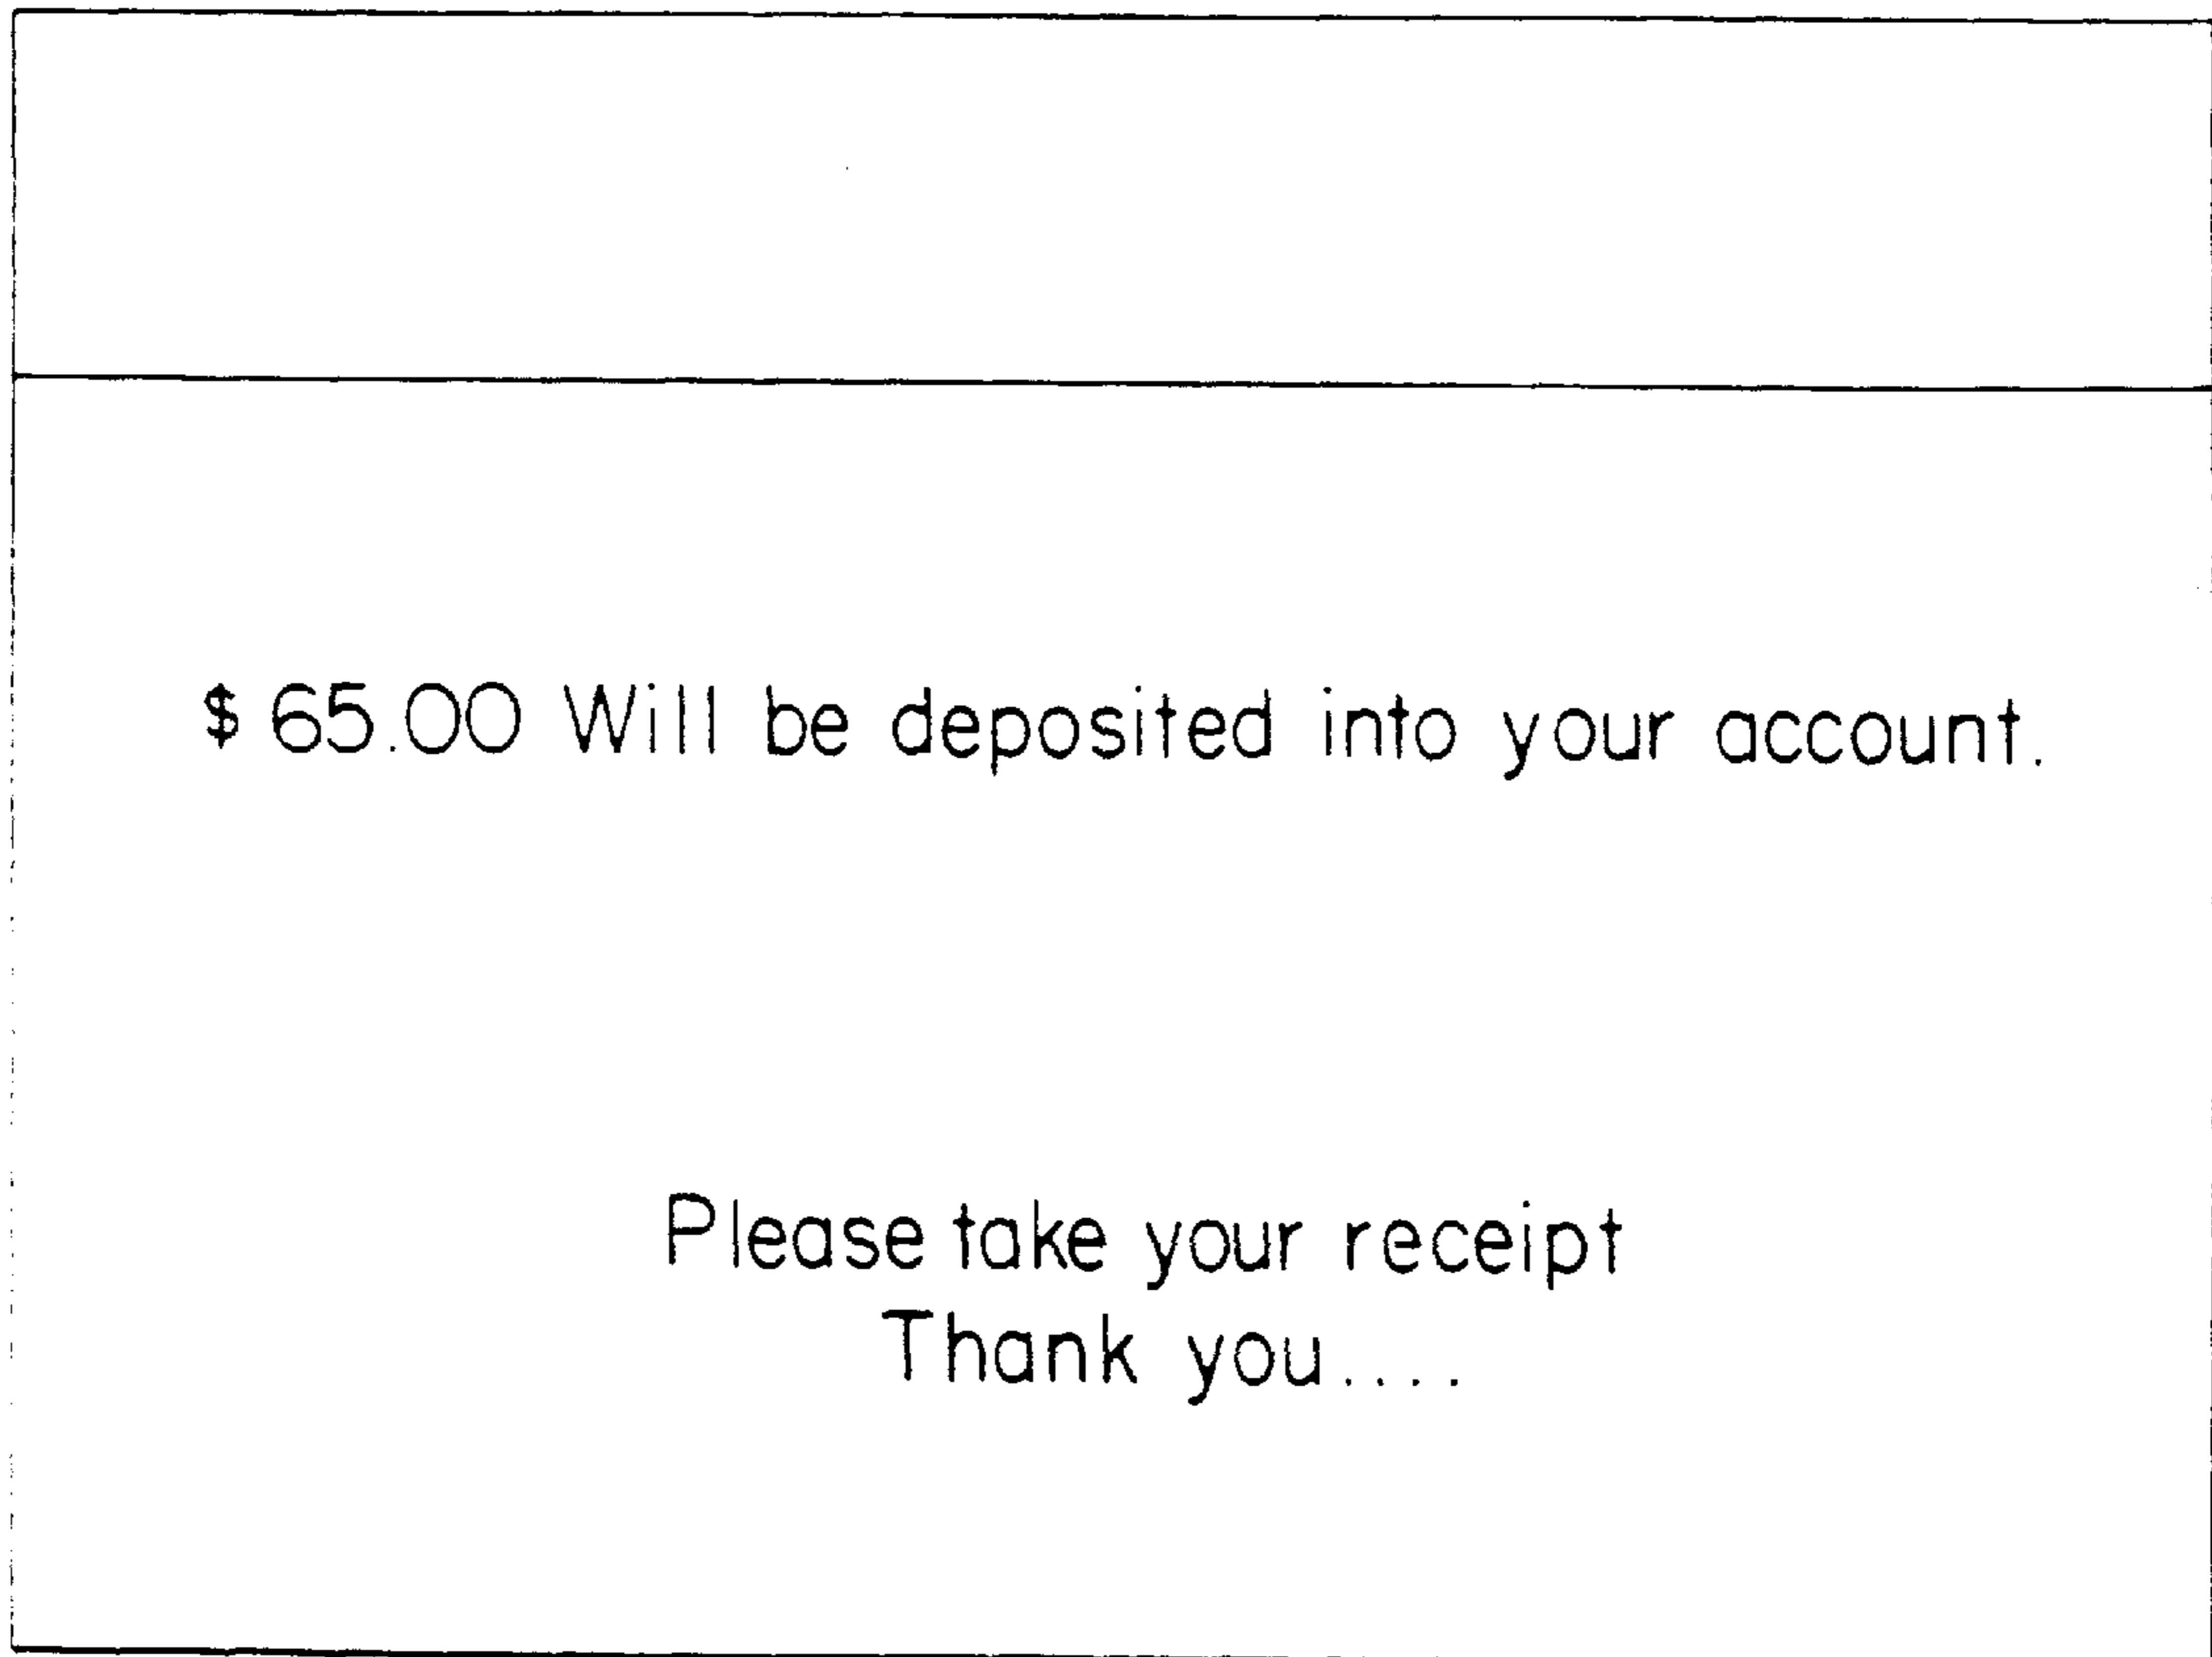 $ 65.00 Will be deposited into your account.
Please take your receipt
Thank you....